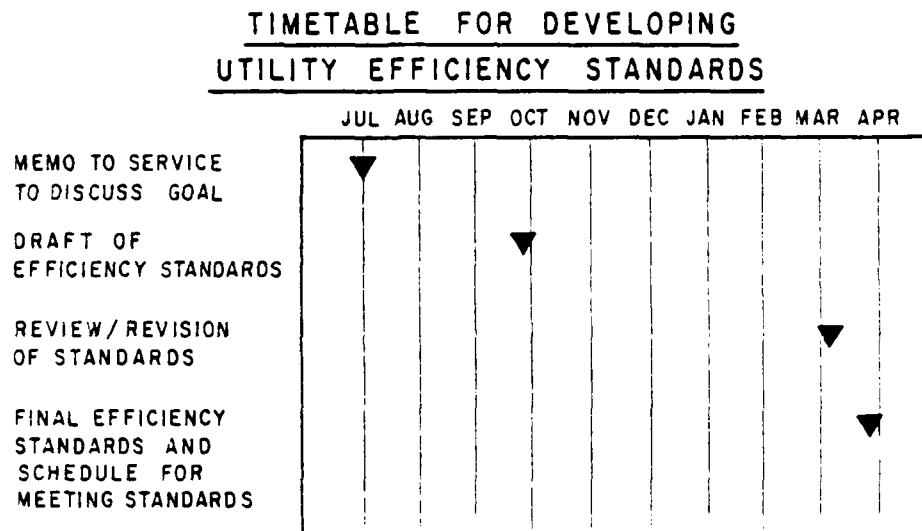 TIMETABLE FOR DEVELOPING
UTILITY EFFICIENCY STANDARDS
JUL AUG SEP OCT NOV DEC JAN FEB MAR APR
MEMO TO SERVICE
TO DISCUSS GOAL
DRAFT OF
EFFICIENCY STANDARDS
REVIEW/REVISION
OF STANDARDS
FINAL EFFICIENCY
STANDARDS AND
SCHEDULE FOR
MEETING STANDARDS